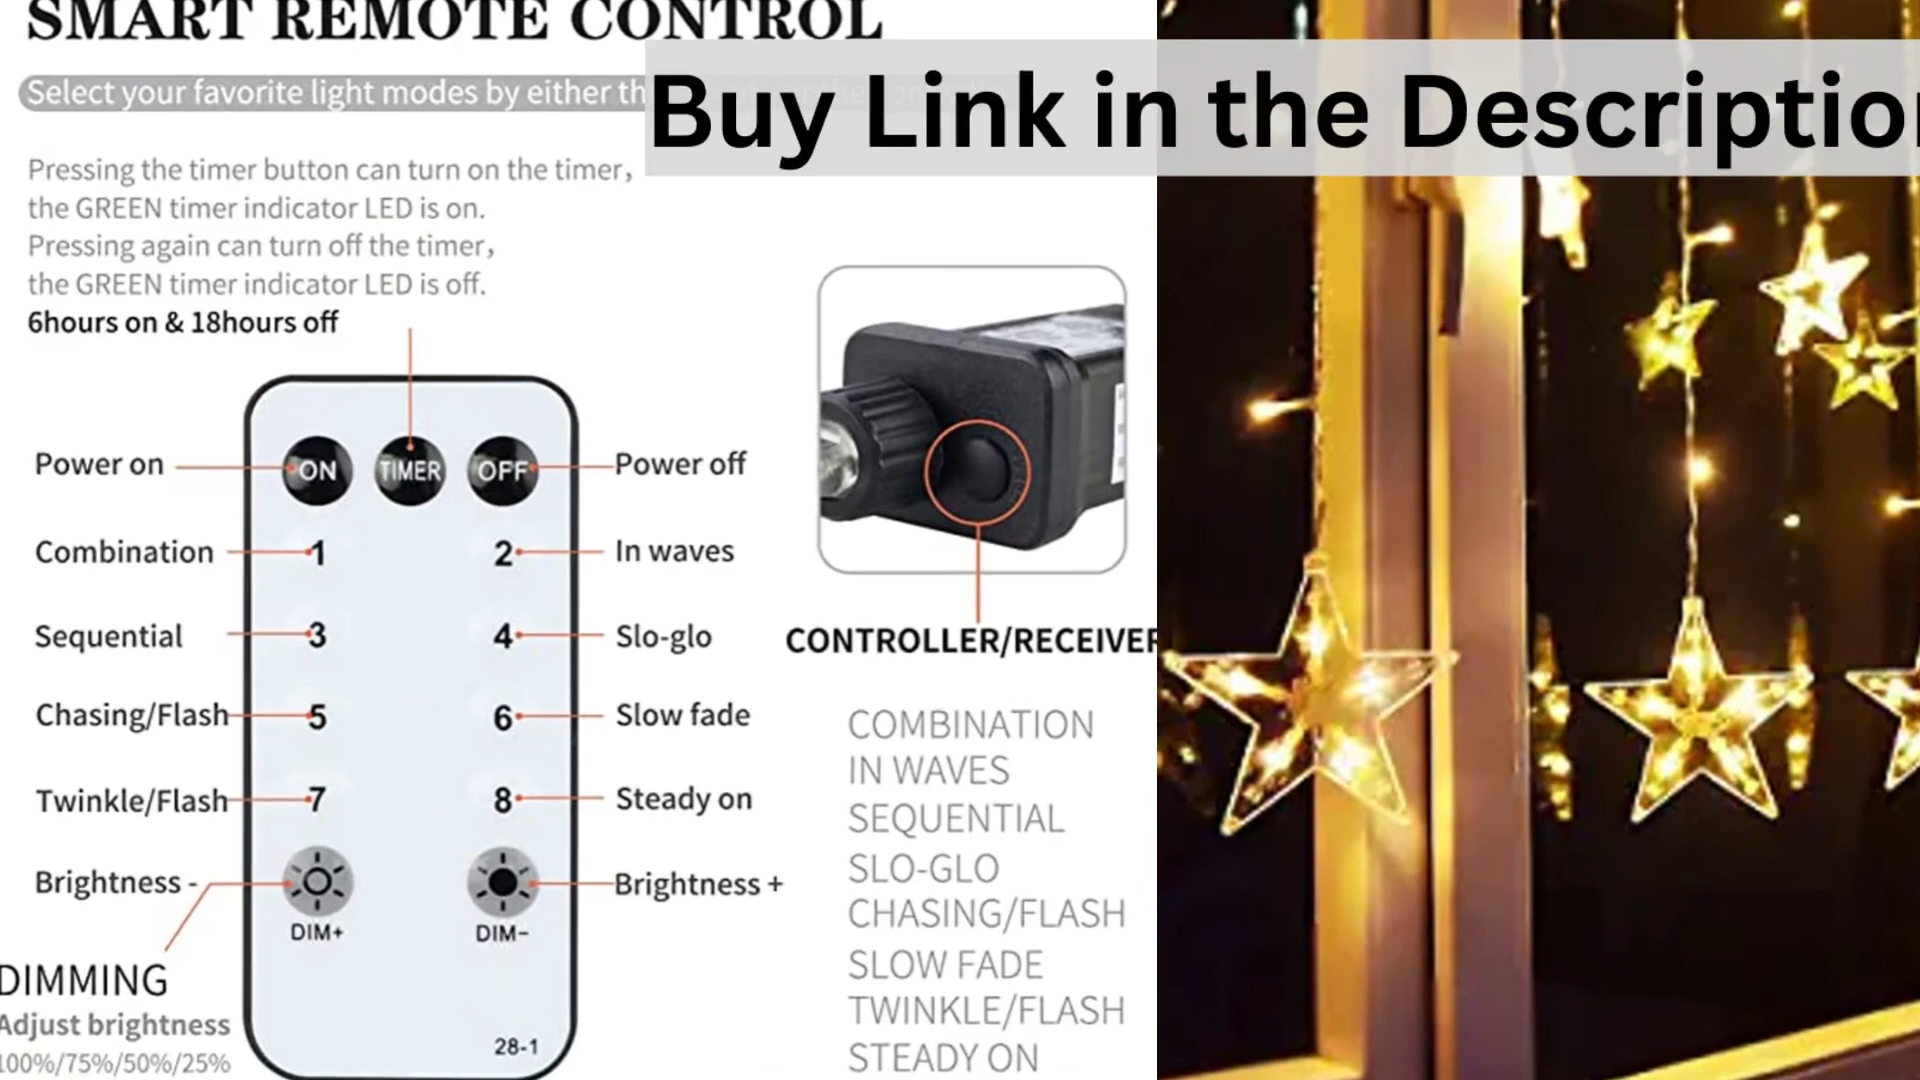 SMART REMOTE CONTROL
Select your favorite light modes by either th
Buy Link in the Description
Pressing the timer button can turn on the timer,
the GREEN timer indicator LED is on.
Pressing again can turn off the timer,
the GREEN timer indicator LED is off.
6hours on & 18hours off
Power on
ON
TIMER
OFF
Power off
Combination
1
2
In waves
Sequential
3
4
Slo-glo
Chasing/Flash
5
6
Slow fade
Twinkle/Flash
7
8
Steady on
Brightness -
Brightness +
DIM+
DIM-
DIMMING
Adjust brightness
100%/75%/50%/25%
28-1
CONTROLLER/RECEIVER
COMBINATION
IN WAVES
SEQUENTIAL
SLO-GLO
CHASING/FLASH
SLOW FADE
TWINKLE/FLASH
STEADY ON